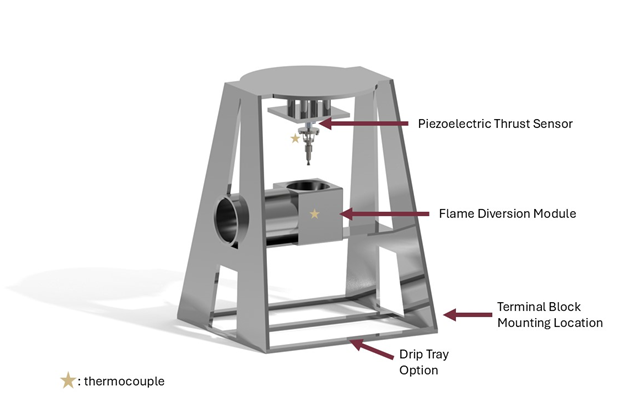 Piezoelectric Thrust Sensor
Flame Diversion Module
Terminal Block
Mounting Location
Drip Tray
Option
: thermocouple